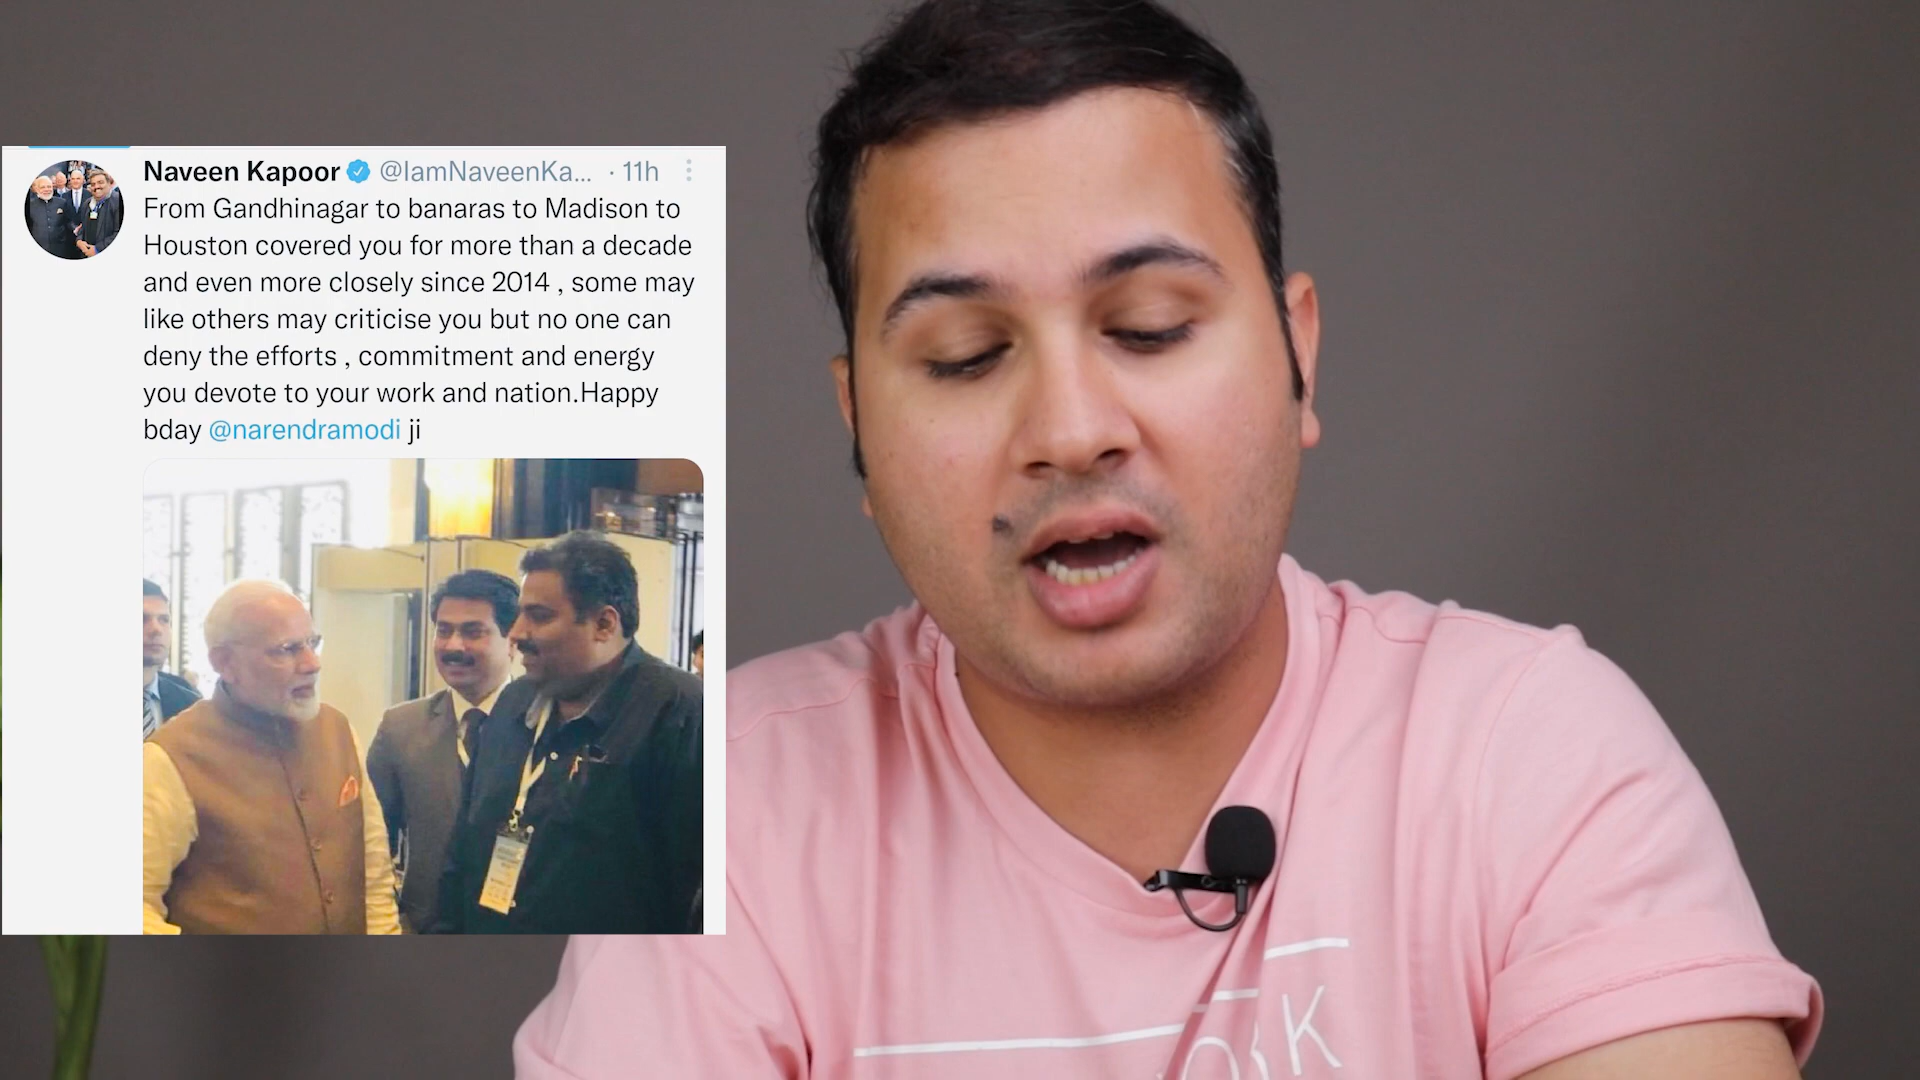 Naveen Kapoor @IamNaveenKa... · 11h
From Gandhinagar to banaras to Madison to
Houston covered you for more than a decade
and even more closely since 2014 , some may
like others may criticise you but no one can
deny the efforts , commitment and energy
you devote to your work and nation.Happy
bday @narendramodi ji